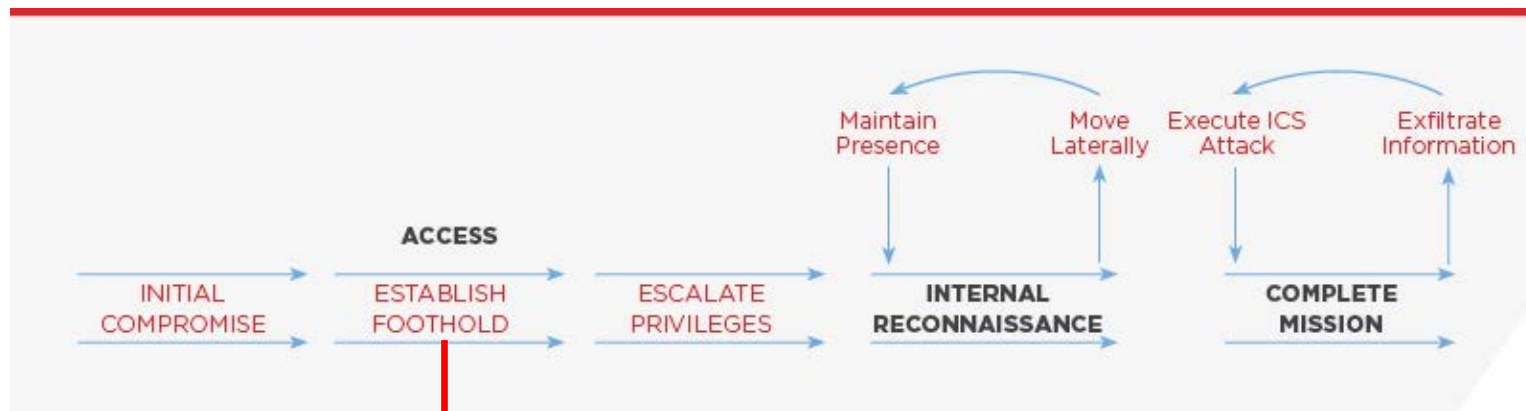 Maintain
Presence
Move
Laterally
Execute ICS
Attack
Exfiltrate
Information
ACCESS
INITIAL
COMPROMISE
ESTABLISH
FOOTHOLD
ESCALATE
PRIVILEGES
INTERNAL
RECONNAISSANCE
COMPLETE
MISSION